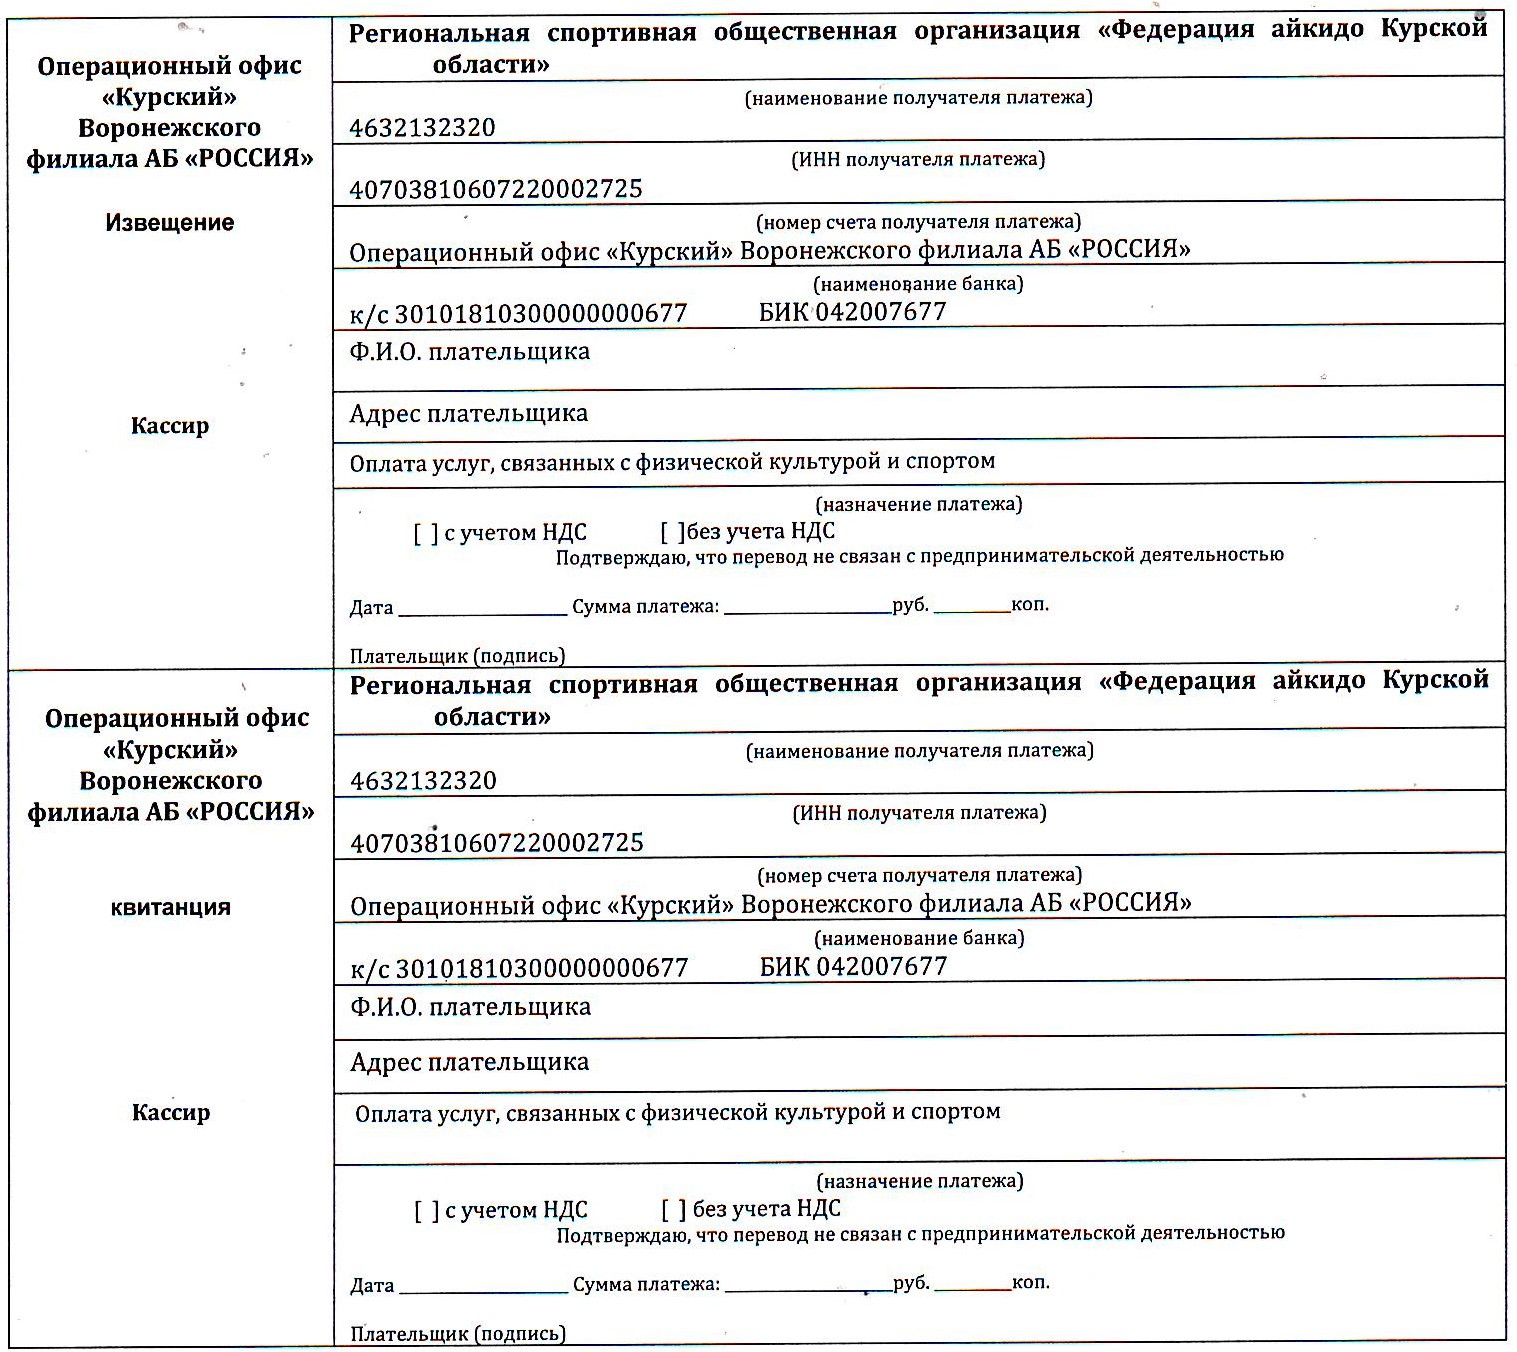 Операционный офис
«Курский»
Воронежского
филиала АБ «РОССИЯ»
Извещение
Кассир
Региональная спортивная общественная организация «Федерация айкидо Курской
области»
(наименование получателя платежа)
4632132320
(ИНН получателя платежа)
40703810607220002725
(номер счета получателя платежа)
Операционный офис «Курский» Воронежского филиала АБ «РОССИЯ»
(наименование банка)
к/с 30101810300000000677 БИК 042007677
Ф.И.О. плательщика
Адрес плательщика
Оплата услуг, связанных с физической культурой и спортом
(назначение платежа)
[ ] с учетом НДС [ ]без учета НДС
Подтверждаю, что перевод не связан с предпринимательской деятельностью
Дата ______________ Сумма платежа: ______________руб. _______коп.
Плательщик (подпись)
Операционный офис
«Курский»
Воронежского
филиала АБ «РОССИЯ»
квитанция
Кассир
Региональная спортивная общественная организация «Федерация айкидо Курской
области»
(наименование получателя платежа)
4632132320
(ИНН получателя платежа)
40703810607220002725
(номер счета получателя платежа)
Операционный офис «Курский» Воронежского филиала АБ «РОССИЯ»
(наименование банка)
к/с 30101810300000000677 БИК 042007677
Ф.И.О. плательщика
Адрес плательщика
Оплата услуг, связанных с физической культурой и спортом
(назначение платежа)
[ ] с учетом НДС [ ] без учета НДС
Подтверждаю, что перевод не связан с предпринимательской деятельностью
Дата ______________ Сумма платежа: ______________руб. _______коп.
Плательщик (подпись)